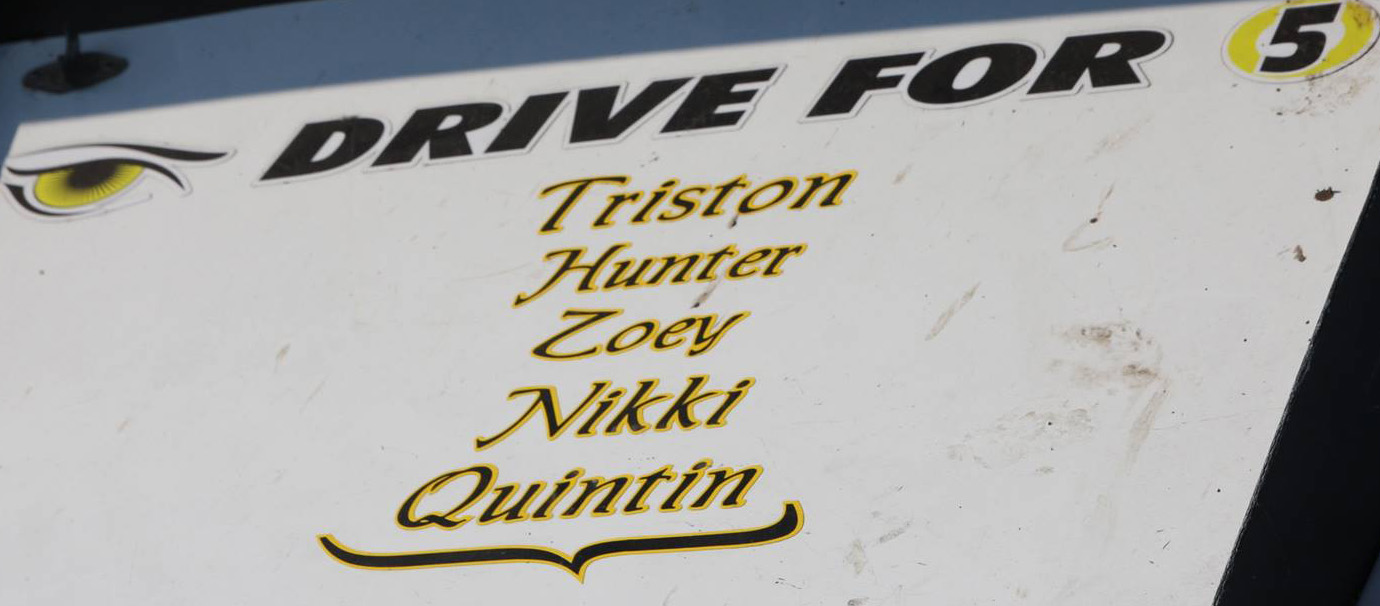 DRIVE FOR 5
Triston
Hunter
Zoey
Nikki
Quintin